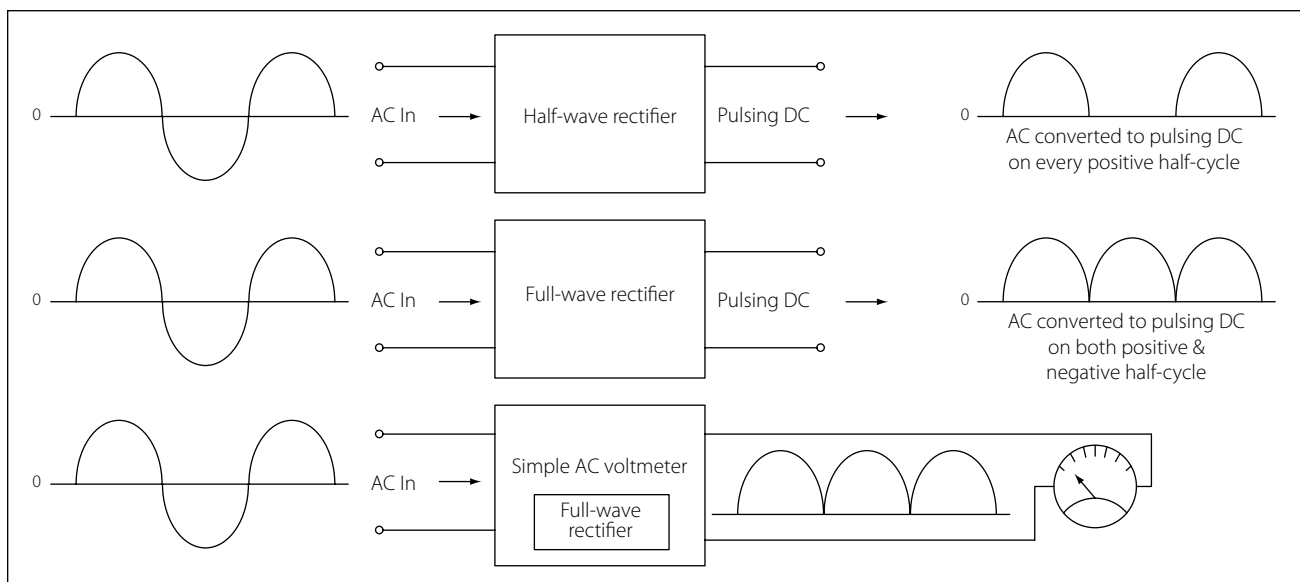 0
AC In
Half-wave rectifier
Pulsing DC
0
AC converted to pulsing DC
on every positive half-cycle
0
AC In
Full-wave rectifier
Pulsing DC
0
AC converted to pulsing DC
on both positive &
negative half-cycle
0
AC In
Simple AC voltmeter
Full-wave
rectifier